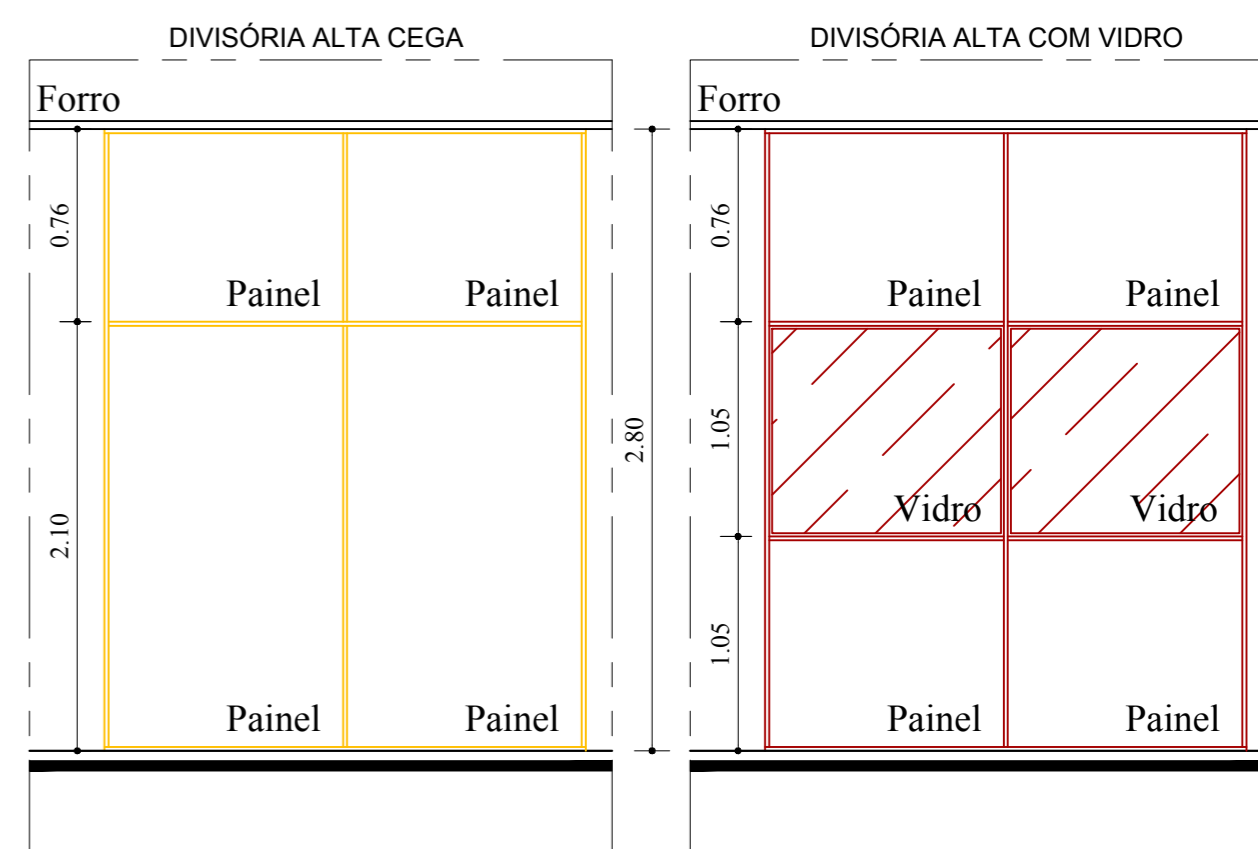 DIVISÓRIA ALTA CEGA
Forro
0.76
2.10
Painel Painel
Painel Painel
2.80
DIVISÓRIA ALTA COM VIDRO
Forro
0.76
1.05
1.05
Painel Painel
Vidro Vidro
Painel Painel